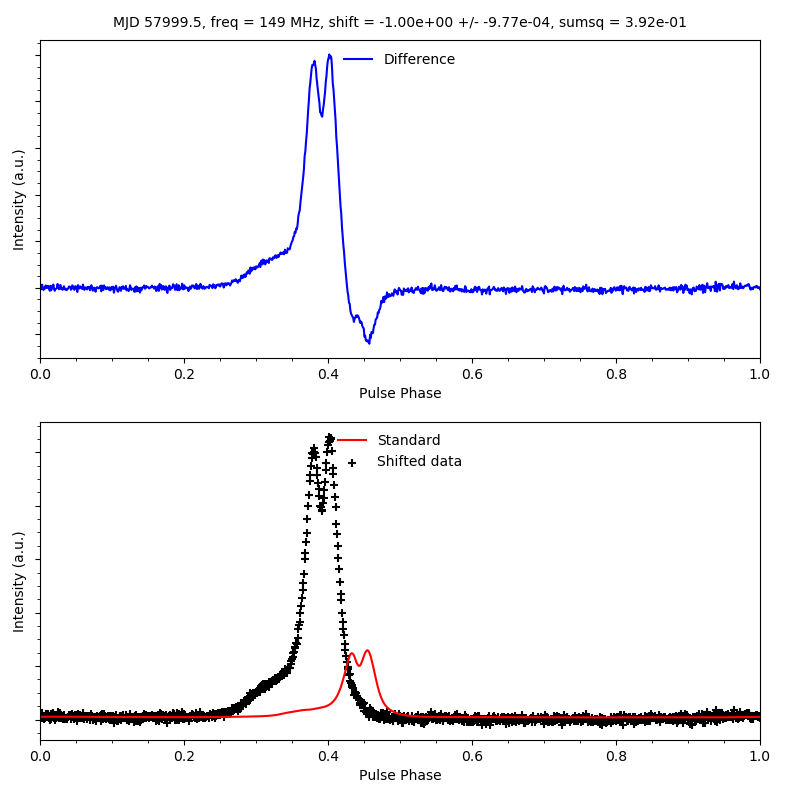 MJD 57999.5, freq = 149 MHz, shift = -1.00e+00 +/- -9.77e-04, sumsq = 3.92e-01
Difference
Intensity (a.u.)
0.0 0.2 0.4 0.6 0.8 1.0
Pulse Phase
Standard
Shifted data
Intensity (a.u.)
0.0 0.2 0.4 0.6 0.8 1.0
Pulse Phase